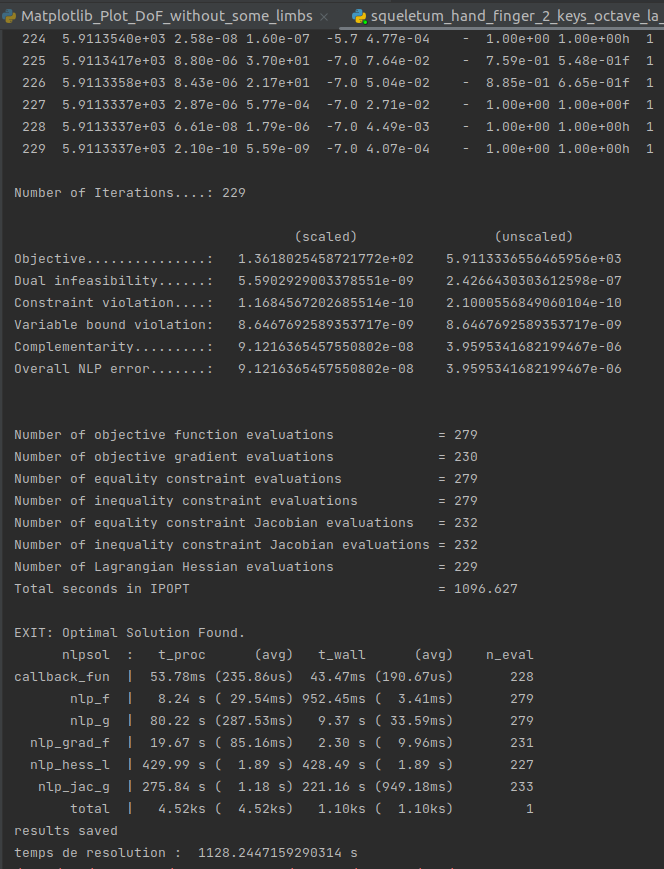 Matplotlib_Plot_DoF_without_some_limbs × squeletum_hand_finger_2_keys_octave_la_
224 5.9113540e+03 2.58e-08 1.60e-07 -5.7 4.77e-04 - 1.00e+00 1.00e+00h 1
225 5.9113417e+03 8.80e-06 3.70e+01 -7.0 7.64e-02 - 7.59e-01 5.48e-01f 1
226 5.9113358e+03 8.43e-06 2.17e+01 -7.0 5.04e-02 - 8.85e-01 6.65e-01f 1
227 5.9113337e+03 2.87e-06 5.77e-04 -7.0 2.71e-02 - 1.00e+00 1.00e+00f 1
228 5.9113337e+03 6.61e-08 1.79e-06 -7.0 4.49e-03 - 1.00e+00 1.00e+00h 1
229 5.9113337e+03 2.10e-10 5.59e-09 -7.0 4.07e-04 - 1.00e+00 1.00e+00h 1
Number of Iterations....: 229
(scaled) (unscaled)
Objective...............: 1.3618025458721772e+02 5.9113336556465956e+03
Dual infeasibility......: 5.5902929003378551e-09 2.4266430303612598e-07
Constraint violation....: 1.1684567202685514e-10 2.1000556849060104e-10
Variable bound violation: 8.6467692589353717e-09 8.6467692589353717e-09
Complementarity.........: 9.1216365457550802e-08 3.9595341682199467e-06
Overall NLP error.......: 9.1216365457550802e-08 3.9595341682199467e-06
Number of objective function evaluations = 279
Number of objective gradient evaluations = 230
Number of equality constraint evaluations = 279
Number of inequality constraint evaluations = 279
Number of equality constraint Jacobian evaluations = 232
Number of inequality constraint Jacobian evaluations = 232
Number of Lagrangian Hessian evaluations = 229
Total seconds in IPOPT = 1096.627
EXIT: Optimal Solution Found.
nlpsol : t_proc (avg) t_wall (avg) n_eval
callback_fun | 53.78ms (235.86us) 43.47ms (190.67us) 228
nlp_f | 8.24 s ( 29.54ms) 952.45ms ( 3.41ms) 279
nlp_g | 80.22 s (287.53ms) 9.37 s ( 33.59ms) 279
nlp_grad_f | 19.67 s ( 85.16ms) 2.30 s ( 9.96ms) 231
nlp_hess_l | 429.99 s ( 1.89 s) 428.49 s ( 1.89 s) 227
nlp_jac_g | 275.84 s ( 1.18 s) 221.16 s (949.18ms) 233
total | 4.52ks ( 4.52ks) 1.10ks ( 1.10ks) 1
results saved
temps de resolution : 1128.2447159290314 s